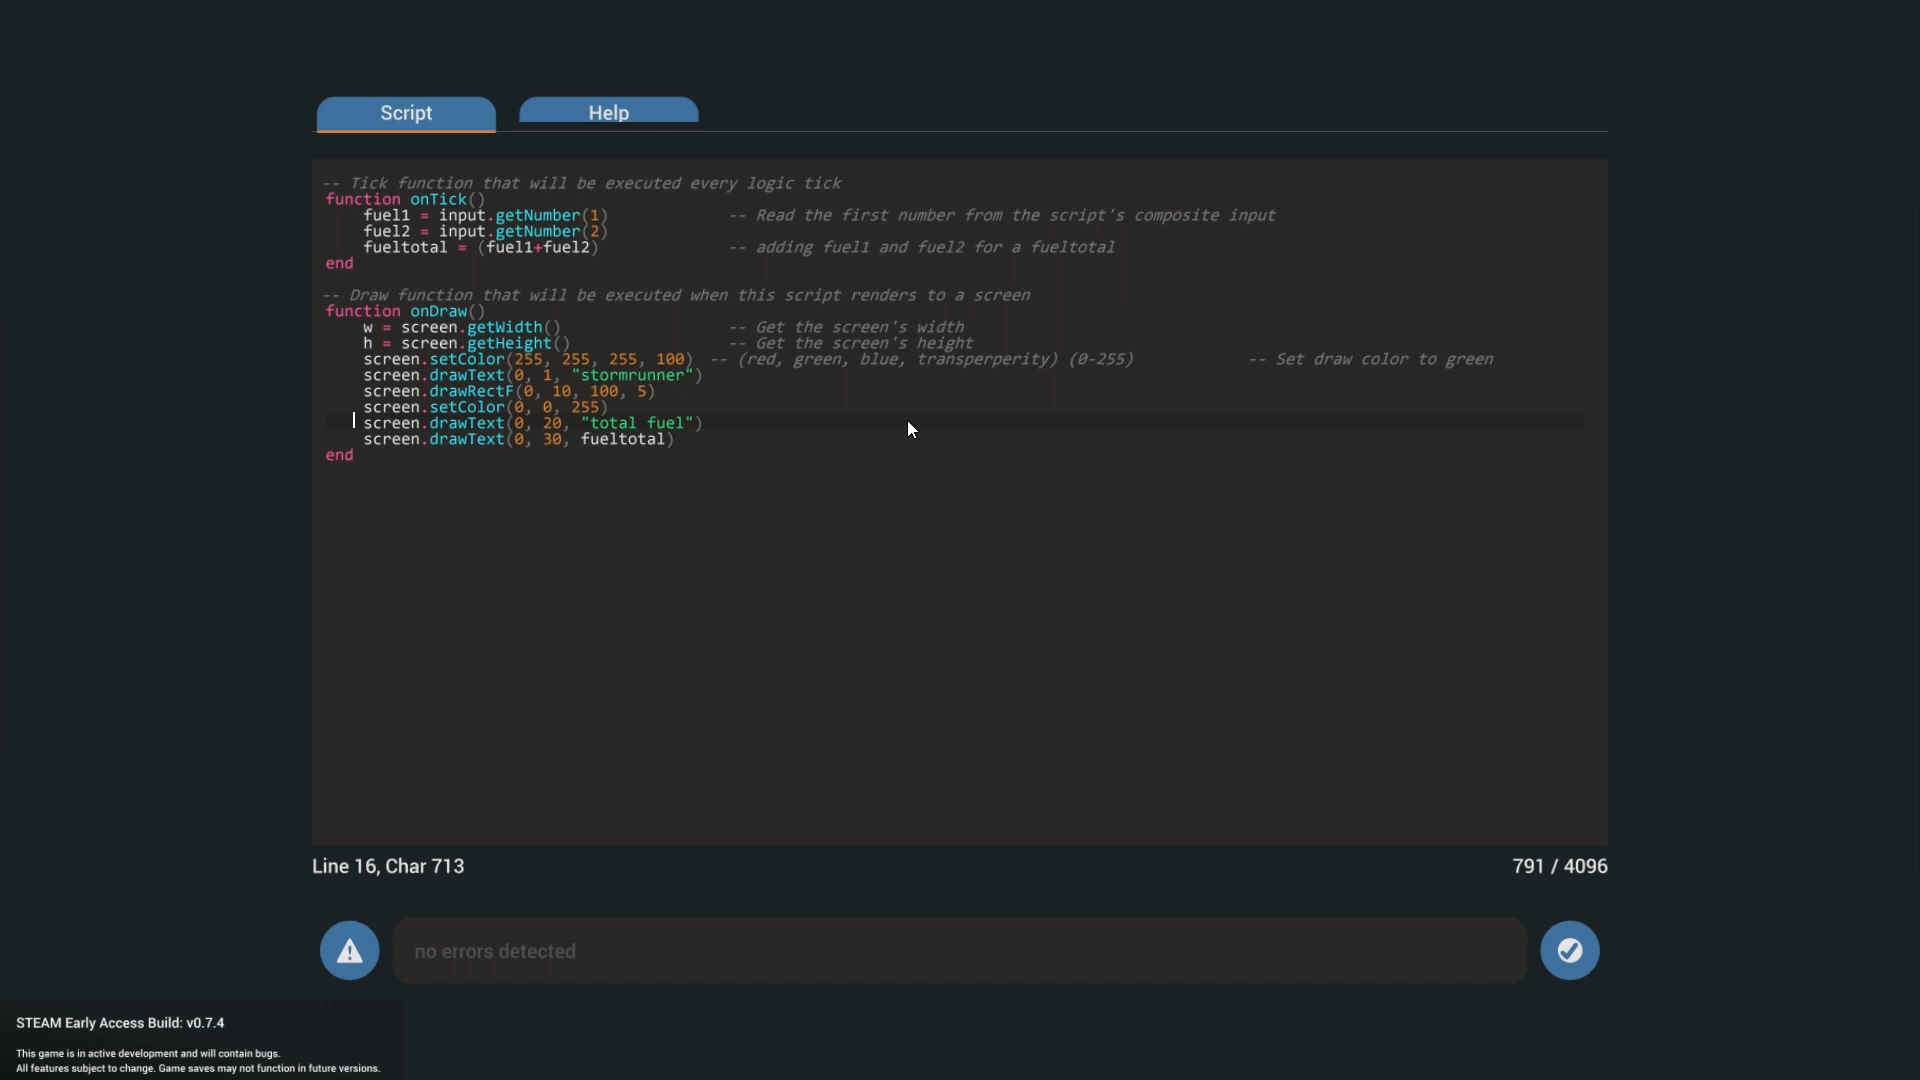 Script
Help
-- Tick function that will be executed every logic tick
function onTick()
fuel1 = input.getNumber(1) -- Read the first number from the script's composite input
fuel2 = input.getNumber(2)
fueltotal = (fuel1+fuel2) -- adding fuel1 and fuel2 for a fueltotal
end
-- Draw function that will be executed when this script renders to a screen
function onDraw()
w = screen.getWidth() -- Get the screen's width
h = screen.getHeight() -- Get the screen's height
screen.setColor(255, 255, 255, 100) -- (red, green, blue, transperperity) (0-255) -- Set draw color to green
screen.drawText(0, 1, "stormrunner")
screen.drawRectF(0, 10, 100, 5)
screen.setColor(0, 0, 255)
screen.drawText(0, 20, "total fuel")
screen.drawText(0, 30, fueltotal)
end
Line 16, Char 713
791 / 4096
no errors detected
STEAM Early Access Build: v0.7.4
This game is in active development and will contain bugs.
All features subject to change. Game saves may not function in future versions.